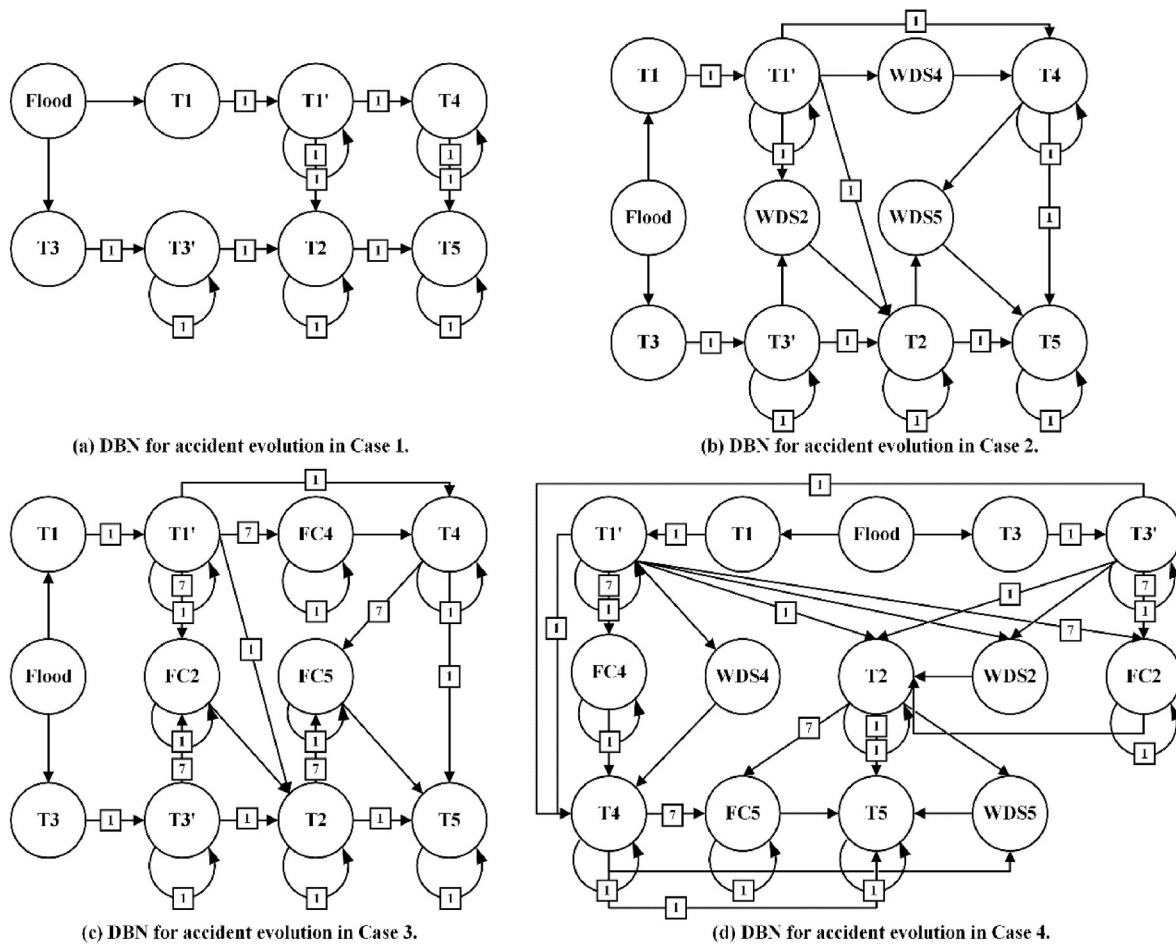 Flood T1 1 T1' 1 T4
1 1
1 1
T3 1 T3' 1 T2 1 T5
1 1 1
(a) DBN for accident evolution in Case 1.
1
T1 1 T1' WDS4 T4
1 1
Flood WDS2 1 WDS5 1
T3 1 T3' 1 T2 1 T5
1 1 1
(b) DBN for accident evolution in Case 2.
1
T1 1 T1' 7 FC4 T4
7
1 1 7 1
Flood FC2 1 FC5 1
1 1
7 7
T3 1 T3' 1 T2 1 T5
1 1 1
(c) DBN for accident evolution in Case 3.
1
T1' 1 T1 Flood T3 1 T3'
7 7
1 1 1 1
1 7
FC4 WDS4 T2 WDS2 FC2
1 7 1 1
1
T4 7 FC5 T5 WDS5
1 1 1
1
(d) DBN for accident evolution in Case 4.